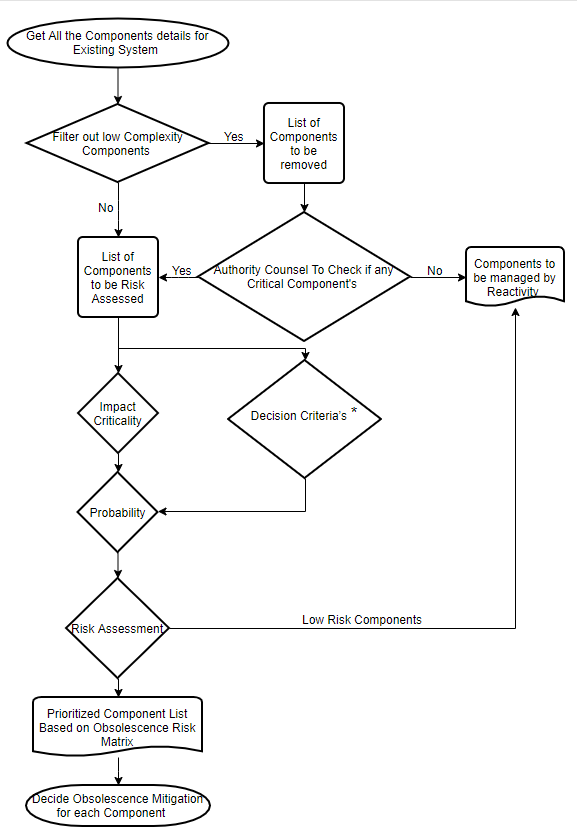 Get All the Components details for
Existing System
Filter out low Complexity
Components
Yes
List of
Components
to be
removed
No
List of
Components
to be Risk
Assessed
Yes
Authority Counsel To Check if any
Critical Component's
No
Components to
be managed by
Reactivity
Impact
Criticality
Decision Criteria's *
Probability
Risk Assessment
Low Risk Components
Prioritized Component List
Based on Obsolescence Risk
Matrix
Decide Obsolescence Mitigation
for each Component